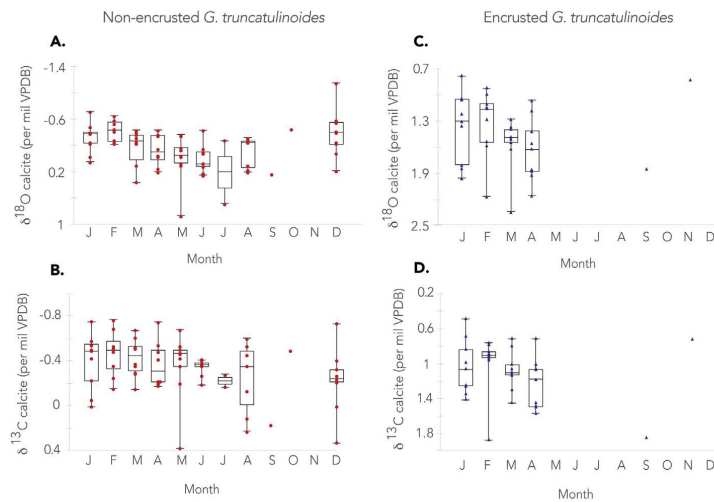 Non-encrusted G. truncatulinoides
A.
δ18O calcite (per mil VPDB)
-1.4
-0.6
0.2
1
J F M A M J J A S O N D
Month
B.
δ 13C calcite (per mil VPDB)
-0.8
-0.4
0
0.4
J F M A M J J A S O N D
Month
Encrusted G. truncatulinoides
C.
δ18O calcite (per mil VPDB)
0.7
1.3
1.9
2.5
J F M A M J J A S O N D
Month
D.
δ 13C calcite (per mil VPDB)
0.2
0.6
1
1.4
1.8
J F M A M J J A S O N D
Month